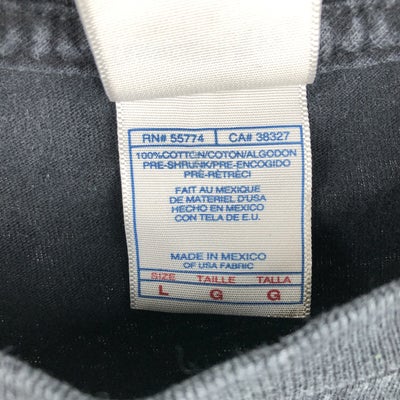 RN# 55774 CA# 38327
100%COTTON/COTON/ALGODON
PRE-SHRUNK/PRE-ENCOGIDO
PRÉ-RÉTRÉCI
FAIT AU MEXIQUE
DE MATERIEL D'USA
HECHO EN MEXICO
CON TELA DE E.U.
MADE IN MEXICO
OF USA FABRIC
SIZE TAILLE TALLA
L G G